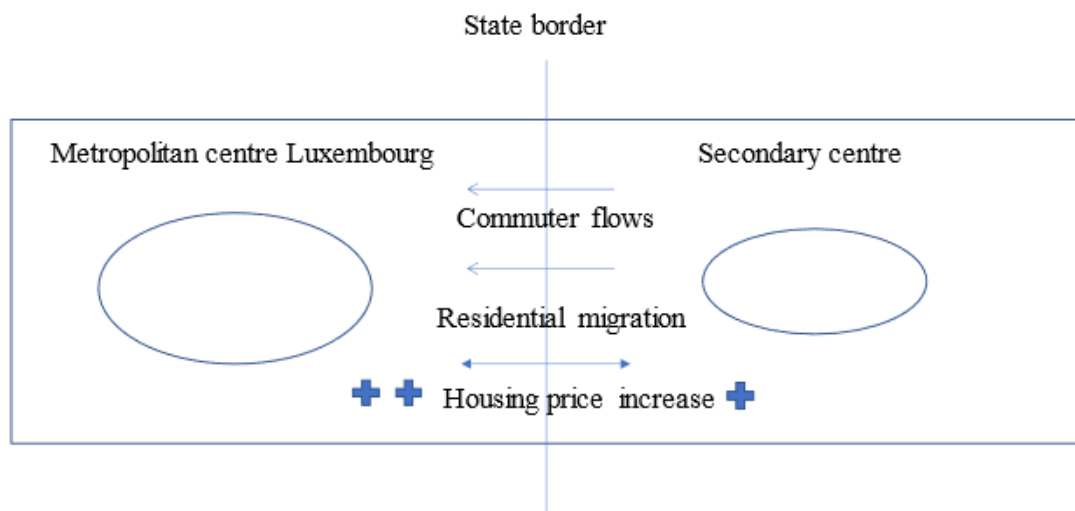 State border
Metropolitan centre Luxembourg
Secondary centre
Commuter flows
Residential migration
Housing price increase